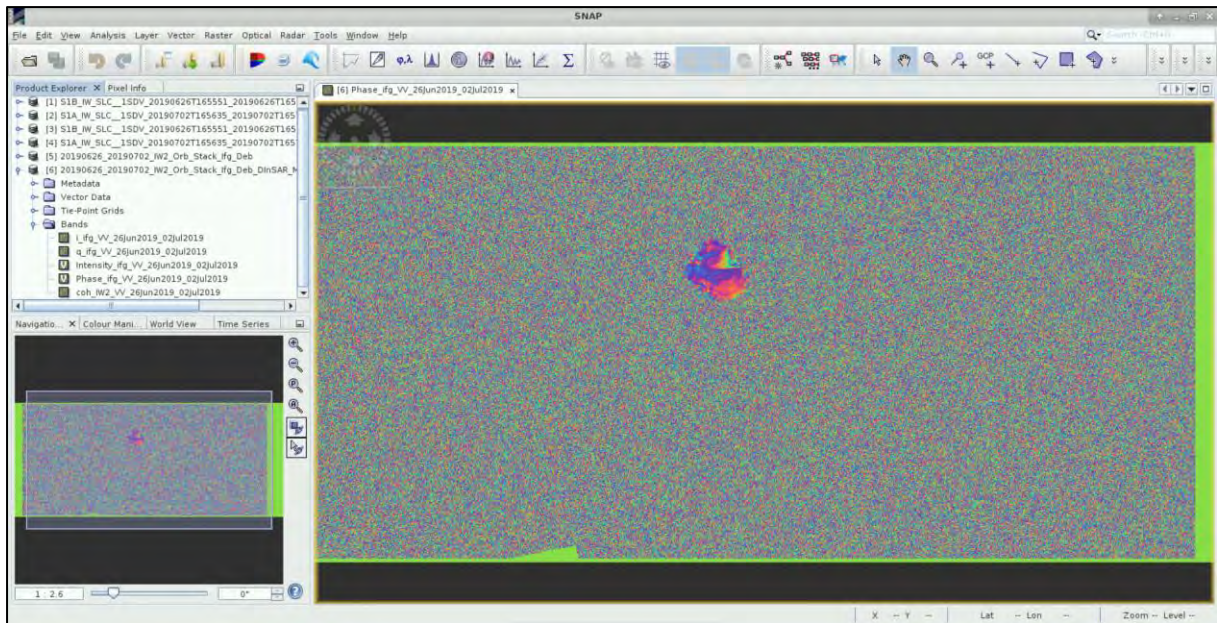 SNAP
File Edit View Analysis Layer Vector Raster Optical Radar Tools Window Help
Product Explorer X Pixel Info
[1] S1B_IW_SLC__1SDV_20190626T165551_20190626T165
[2] S1A_IW_SLC__1SDV_20190702T165635_20190702T165
[3] S1B_IW_SLC__1SDV_20190626T165551_20190626T165
[4] S1A_IW_SLC__1SDV_20190702T165635_20190702T165
[5] 20190626_20190702_IW2_Orb_Stack_Ifg_Deb
[6] 20190626_20190702_IW2_Orb_Stack_Ifg_Deb_DInSAR_
Metadata
Vector Data
Tie-Point Grids
Bands
i_ifg_VV_26Jun2019_02Jul2019
q_ifg_VV_26Jun2019_02Jul2019
Intensity_ifg_VV_26Jun2019_02Jul2019
Phase_ifg_VV_26Jun2019_02Jul2019
coh_IW2_VV_26Jun2019_02Jul2019
Navigatio... X Colour Mani... World View Time Series
1 : 2.6 0°
φ,λ Σ GCP
[6] Phase_ifg_VV_26Jun2019_02Jul2019 x
X -- Y -- Lat -- Lon -- Zoom -- Level --